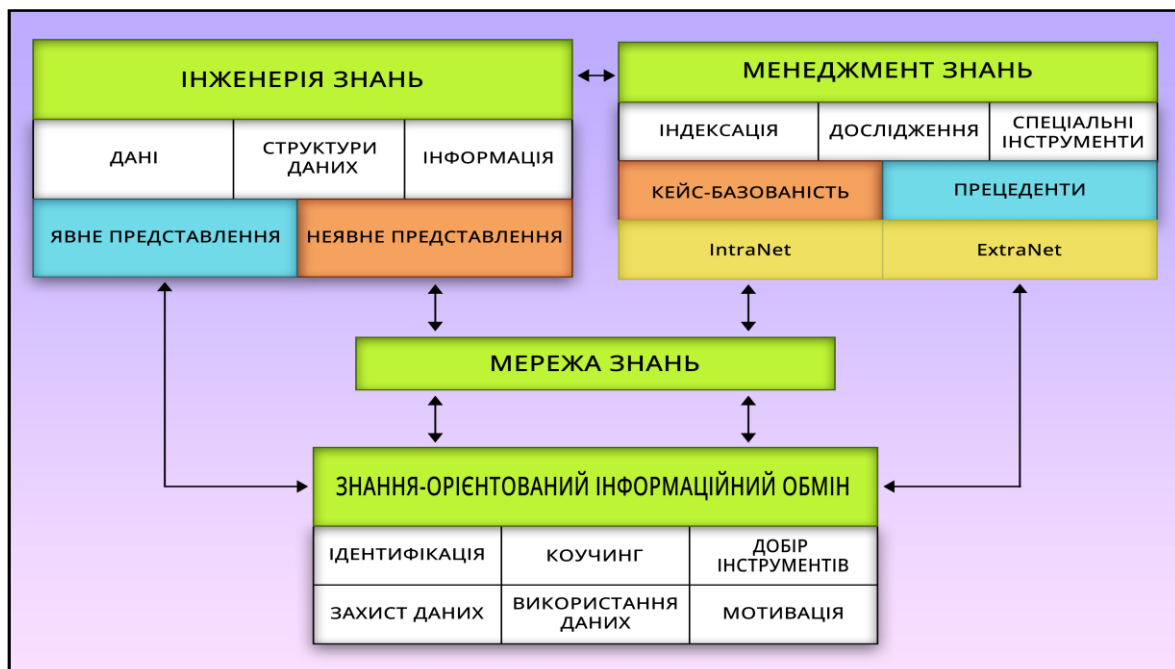 ІНЖЕНЕРІЯ ЗНАНЬ
ДАНІ
СТРУКТУРИ
ДАНИХ
ІНФОРМАЦІЯ
ЯВНЕ ПРЕДСТАВЛЕННЯ
НЕЯВНЕ ПРЕДСТАВЛЕННЯ
МЕНЕДЖМЕНТ ЗНАНЬ
ІНДЕКСАЦІЯ
ДОСЛІДЖЕННЯ
СПЕЦІАЛЬНІ
ІНСТРУМЕНТИ
КЕЙС-БАЗОВАНІСТЬ
ПРЕЦЕДЕНТИ
IntraNet
ExtraNet
МЕРЕЖА ЗНАНЬ
ЗНАННЯ-ОРІЄНТОВАНИЙ ІНФОРМАЦІЙНИЙ ОБМІН
ІДЕНТИФІКАЦІЯ
КОУЧИНГ
ДОБІР
ІНСТРУМЕНТІВ
ЗАХИСТ ДАНИХ
ВИКОРИСТАННЯ
ДАНИХ
МОТИВАЦІЯ